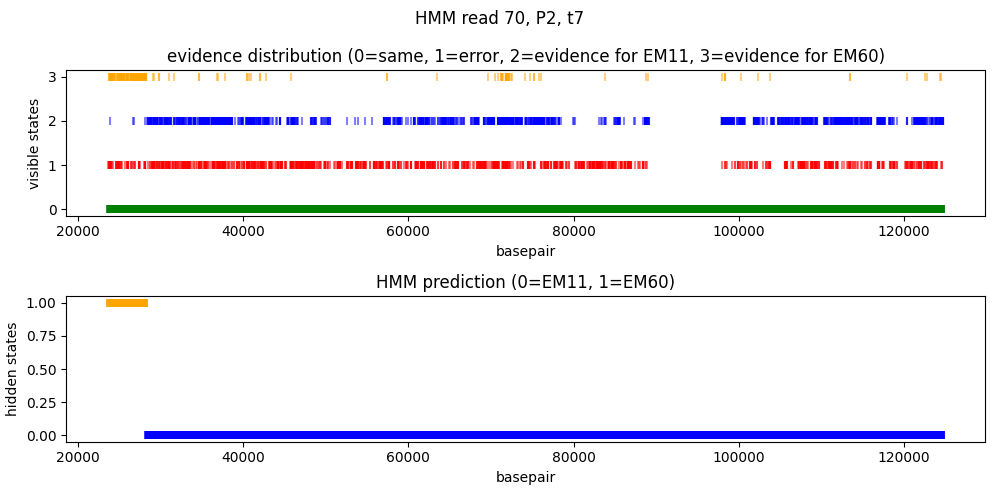 HMM read 70, P2, t7
evidence distribution (0=same, 1=error, 2=evidence for EM11, 3=evidence for EM60)
visible states
3
2
1
0
20000 40000 60000 80000 100000 120000
basepair
HMM prediction (0=EM11, 1=EM60)
hidden states
1.00
0.75
0.50
0.25
0.00
20000 40000 60000 80000 100000 120000
basepair